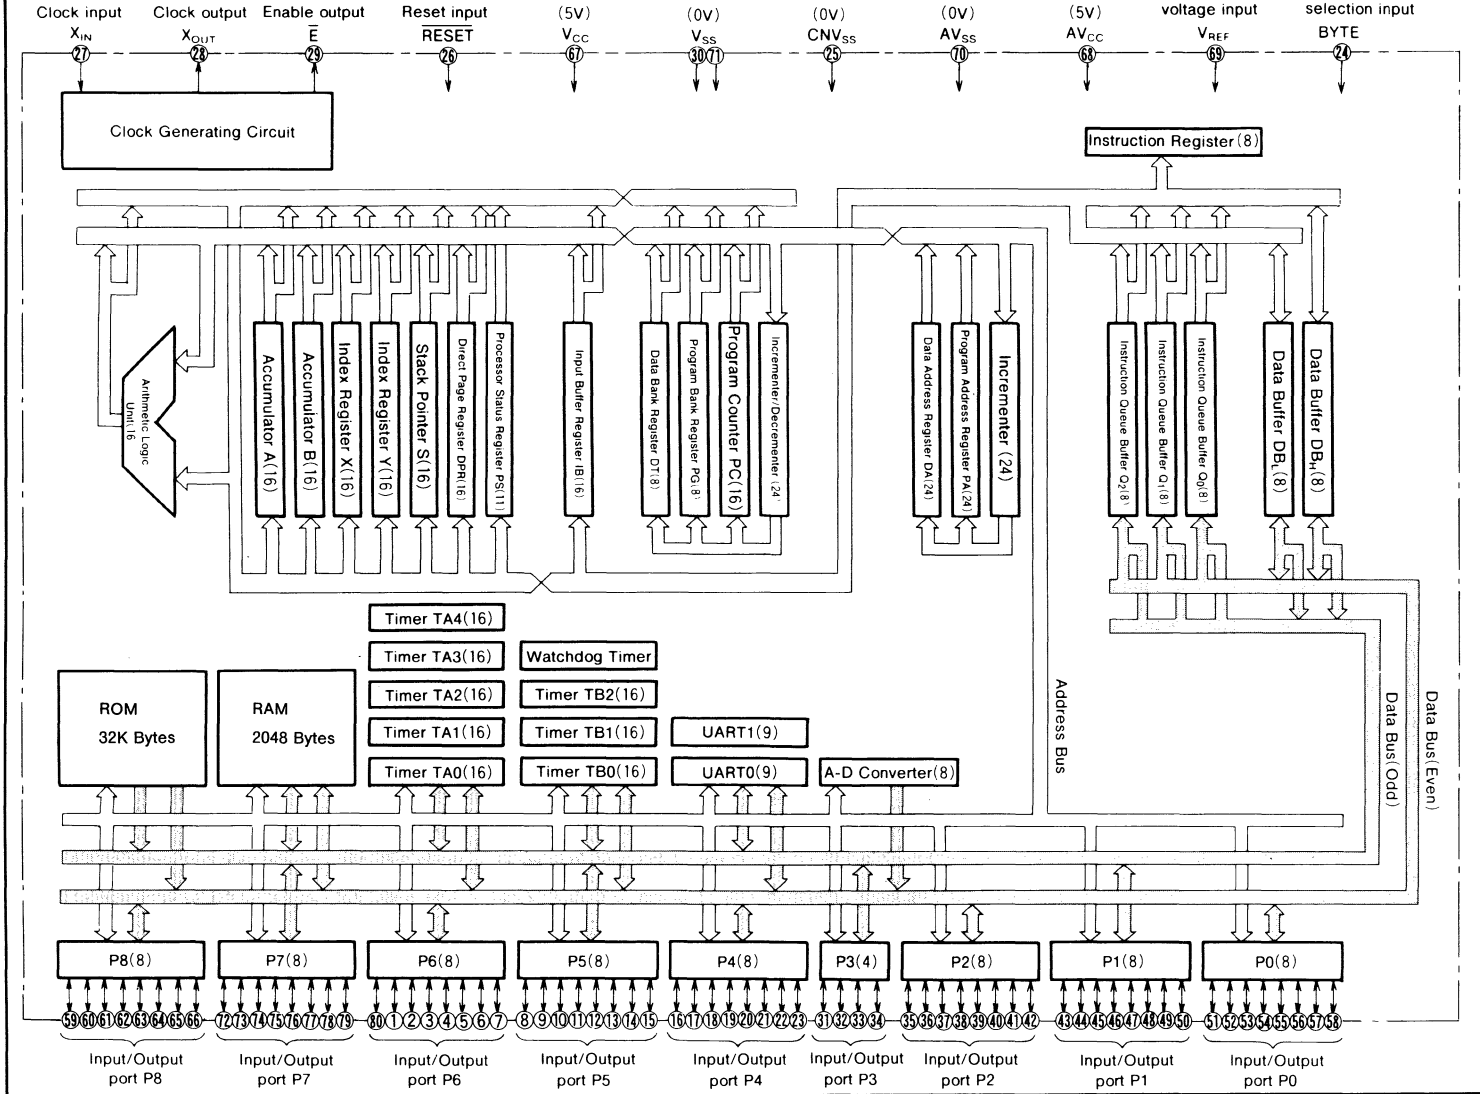 Clock input
X_IN
27
Clock output
X_OUT
28
Enable output
E̅
29
Reset input
R̅E̅S̅E̅T̅
26
(5V)
V_CC
67
(0V)
V_SS
30 71
(0V)
CNV_SS
25
(0V)
AV_SS
70
(5V)
AV_CC
68
voltage input
V_REF
69
selection input
BYTE
24
Clock Generating Circuit
Instruction Register(8)
Arithmetic Logic
Unit(16
Accumulator A(16)
Accumulator B(16)
Index Register X(16)
Index Register Y(16)
Stack Pointer S(16)
Direct Page Register DPR(16)
Processor Status Register PS(11)
Input Buffer Register IB(16)
Data Bank Register DT(8)
Program Bank Register PG(8)
Program Counter PC(16)
Incrementer/Decrementer(24)
Data Address Register DA(24)
Program Address Register PA(24)
Incrementer(24)
Instruction Queue Buffer Q2(8)
Instruction Queue Buffer Q1(8)
Instruction Queue Buffer Q0(8)
Data Buffer DB_L(8)
Data Buffer DB_H(8)
Timer TA4(16)
Timer TA3(16)
Timer TA2(16)
Timer TA1(16)
Timer TA0(16)
Watchdog Timer
Timer TB2(16)
Timer TB1(16)
Timer TB0(16)
ROM
32K Bytes
RAM
2048 Bytes
UART1(9)
UART0(9)
A-D Converter(8)
Address Bus
Data Bus(Odd)
Data Bus(Even)
P8(8)
P7(8)
P6(8)
P5(8)
P4(8)
P3(4)
P2(8)
P1(8)
P0(8)
59 60 61 62 63 64 65 66
72 73 74 75 76 77 78 79
80 1 2 3 4 5 6 7
8 9 10 11 12 13 14 15
16 17 18 19 20 21 22 23
31 32 33 34
35 36 37 38 39 40 41 42
43 44 45 46 47 48 49 50
51 52 53 54 55 56 57 58
Input/Output
port P8
Input/Output
port P7
Input/Output
port P6
Input/Output
port P5
Input/Output
port P4
Input/Output
port P3
Input/Output
port P2
Input/Output
port P1
Input/Output
port P0